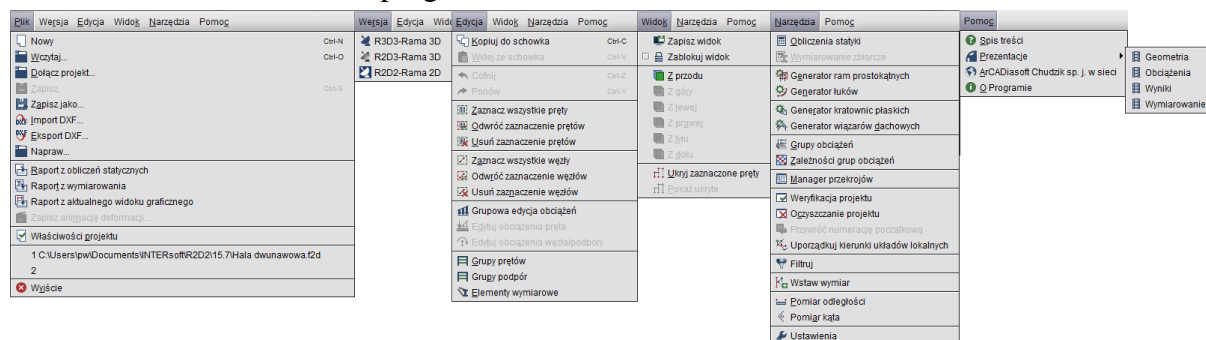 Plik Wersja Edycja Widok Narzędzia Pomoc
Nowy Ctrl-N
Wczytaj... Ctrl-O
Dołącz projekt...
Zapisz Ctrl-S
Zapisz jako...
Import DXF...
Eksport DXF...
Napraw...
Raport z obliczeń statycznych
Raport z wymiarowania
Raport z aktualnego widoku graficznego
Zapisz animację deformacji...
Właściwości projektu
1 C:\Users\pw\Documents\INTERsoft\R2D2\15.7\Hala dwunawowa.f2d
2
Wyjście
Wersja Edycja
R3D3-Rama 3D
R2D3-Rama 3D
R2D2-Rama 2D
Edycja Widok Narzędzia Pomoc
Kopiuj do schowka Ctrl-C
Wklej ze schowka Ctrl-V
Cofnij Ctrl-Z
Ponów Ctrl-Y
Zaznacz wszystkie pręty
Odwróć zaznaczenie prętów
Usuń zaznaczenie prętów
Zaznacz wszystkie węzły
Odwróć zaznaczenie węzłów
Usuń zaznaczenie węzłów
Grupowa edycja obciążeń
Edytuj obciążenia pręta
Edytuj obciążenia węzła/podpory
Grupy prętów
Grupy podpór
Elementy wymiarowe
Widok Narzędzia Pomoc
Zapisz widok
Zablokuj widok
Z przodu
Z góry
Z lewej
Z prawej
Z tyłu
Z dołu
Ukryj zaznaczone pręty
Pokaż ukryte
Narzędzia Pomoc
Obliczenia statyki
Wymiarowanie zbiorcze
Generator ram prostokątnych
Generator łuków
Generator kratownic płaskich
Generator wiązarów dachowych
Grupy obciążeń
Zależności grup obciążeń
Manager przekrojów
Weryfikacja projektu
Oczyszczanie projektu
Przywróć numerację początkową
Uporządkuj kierunki układów lokalnych
Filtruj
Wstaw wymiar
Pomiar odległości
Pomiar kąta
Ustawienia
Pomoc
Spis treści
Prezentacje
ArCADiasoft Chudzik sp. j. w sieci
O Programie
Geometria
Obciążenia
Wyniki
Wymiarowanie